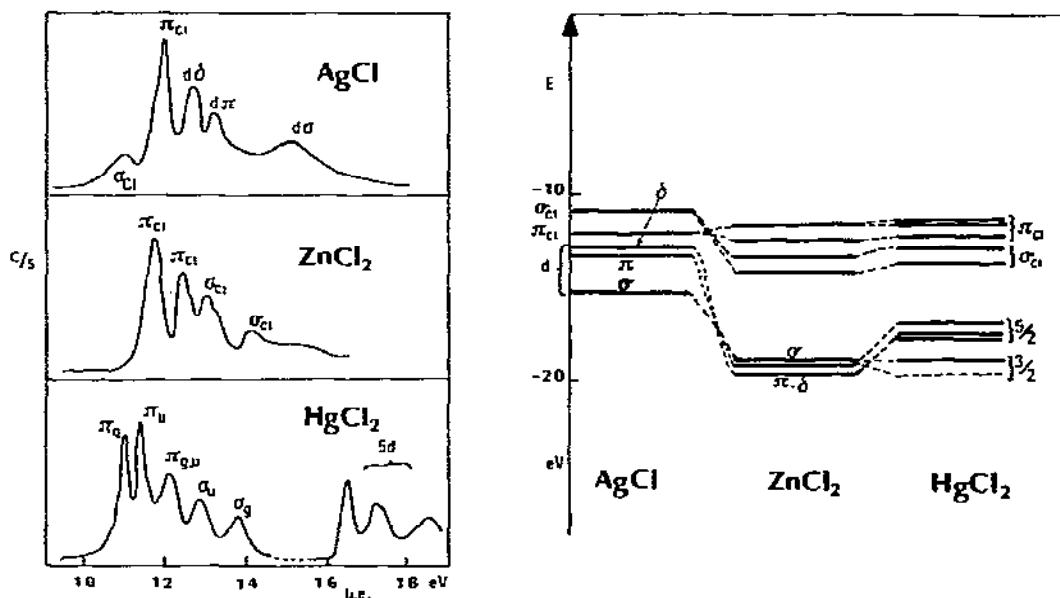 π_Cl
AgCl
dδ
dπ
dσ
σ_Cl
π_Cl
ZnCl₂
π_Cl
σ_Cl
σ_Cl
c/s
HgCl₂
π_g
π_u
π_g,u
σ_u
σ_g
5d
10 12 14 16 18 eV
I.P.
E
-10
δ
σ_Cl
π_Cl
d
π
σ
π_Cl
σ_Cl
σ
π-δ
5/2
3/2
-20
eV
AgCl
ZnCl₂
HgCl₂